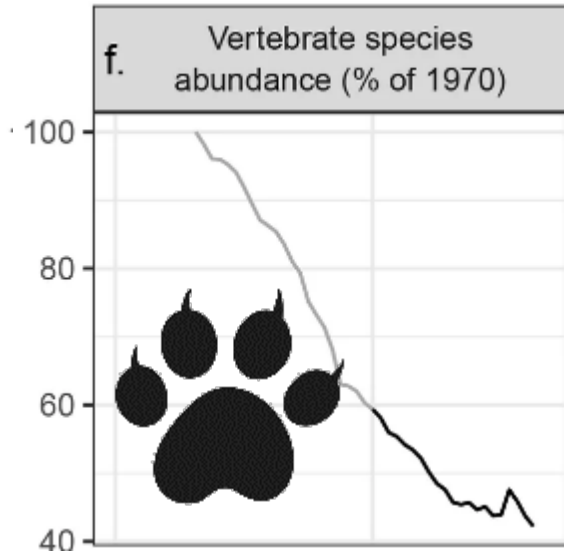 f.
Vertebrate species
abundance (% of 1970)
100
80
60
40